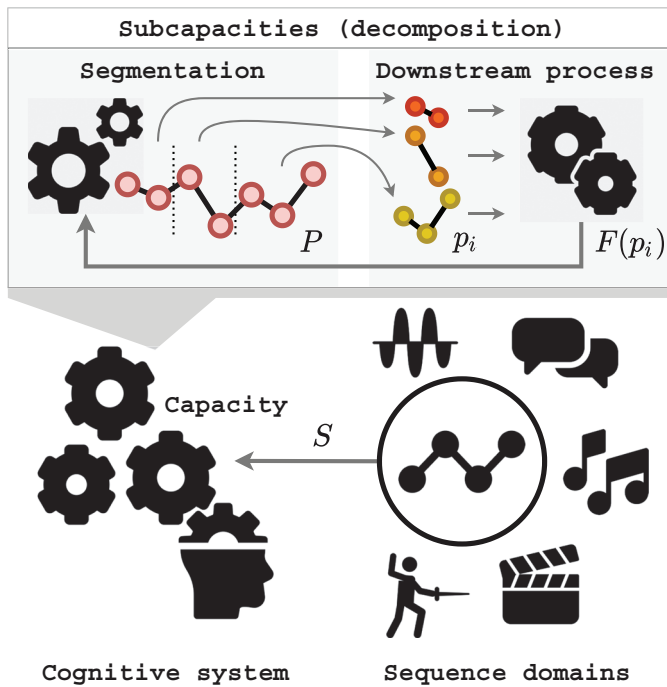 Subcapacities (decomposition)
Segmentation
Downstream process
P
p_i
F(p_i)
Capacity
S
Cognitive system
Sequence domains